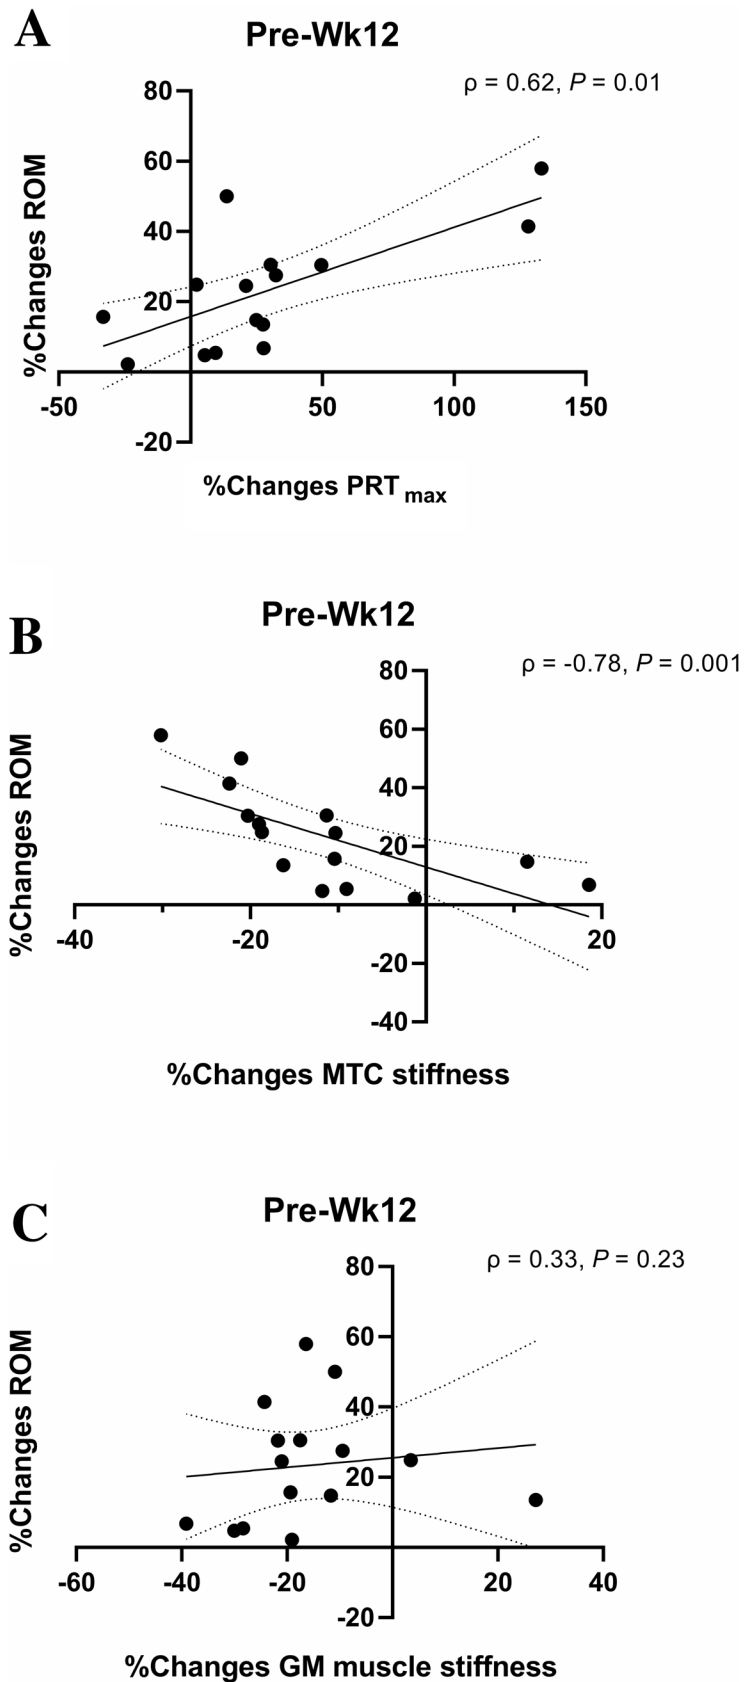 A
Pre-Wk12
ρ = 0.62, P = 0.01
%Changes ROM
80
60
40
20
-20
-50
50
100
150
%Changes PRTmax
B
Pre-Wk12
ρ = -0.78, P = 0.001
%Changes ROM
80
60
40
20
-20
-40
-40
-20
20
%Changes MTC stiffness
C
Pre-Wk12
ρ = 0.33, P = 0.23
%Changes ROM
80
60
40
20
-20
-60
-40
-20
20
40
%Changes GM muscle stiffness